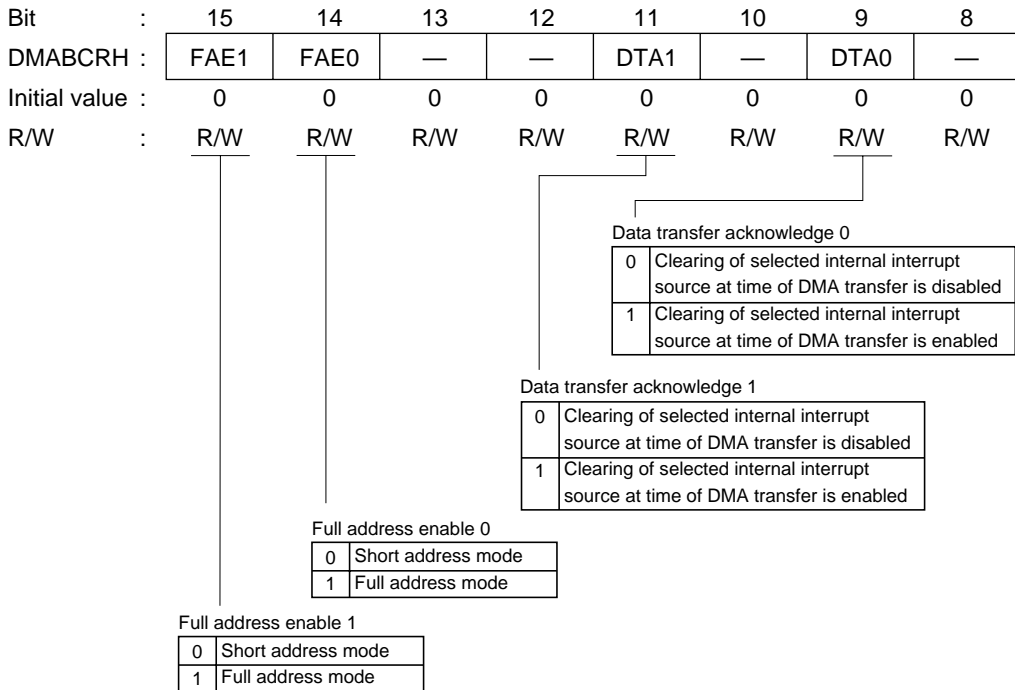 Bit : 15 14 13 12 11 10 9 8
DMABCRH : FAE1 FAE0 — — DTA1 — DTA0 —
Initial value : 0 0 0 0 0 0 0 0
R/W : R/W R/W R/W R/W R/W R/W R/W R/W
Data transfer acknowledge 0
0 Clearing of selected internal interrupt
source at time of DMA transfer is disabled
1 Clearing of selected internal interrupt
source at time of DMA transfer is enabled
Data transfer acknowledge 1
0 Clearing of selected internal interrupt
source at time of DMA transfer is disabled
1 Clearing of selected internal interrupt
source at time of DMA transfer is enabled
Full address enable 0
0 Short address mode
1 Full address mode
Full address enable 1
0 Short address mode
1 Full address mode